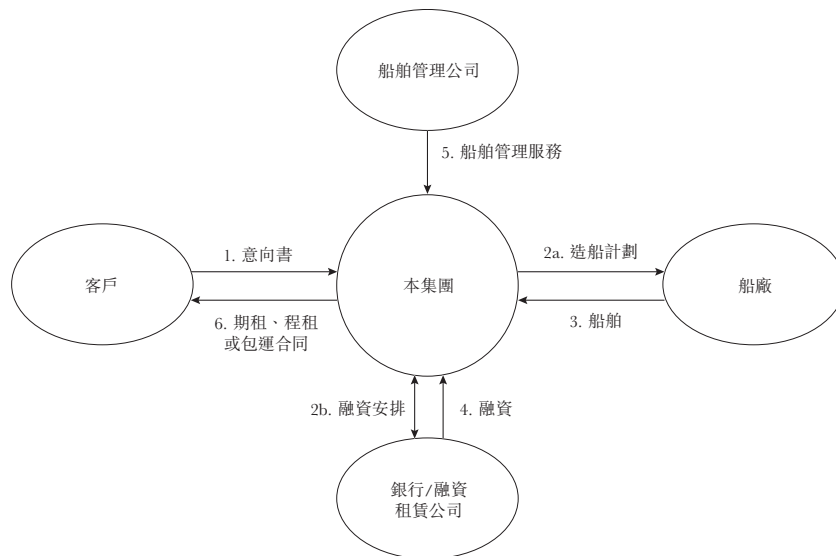 船舶管理公司
5. 船舶管理服務
1. 意向書
2a. 造船計劃
客戶
本集團
船廠
6. 期租、程租
或包運合同
3. 船舶
2b. 融資安排
4. 融資
銀行/融資
租賃公司